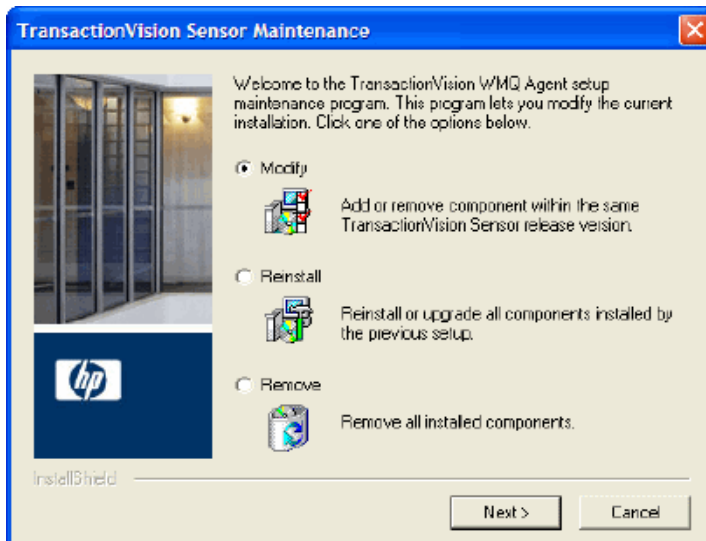 TransactionVision Sensor Maintenance
Welcome to the TransactionVision WMQ Agent setup
maintenance program. This program lets you modify the current
installation. Click one of the options below.
Modify
Add or remove component within the same
TransactionVision Sensor release version.
Reinstall
Reinstall or upgrade all components installed by
the previous setup.
hp
Remove
Remove all installed components.
InstallShield
Next >
Cancel